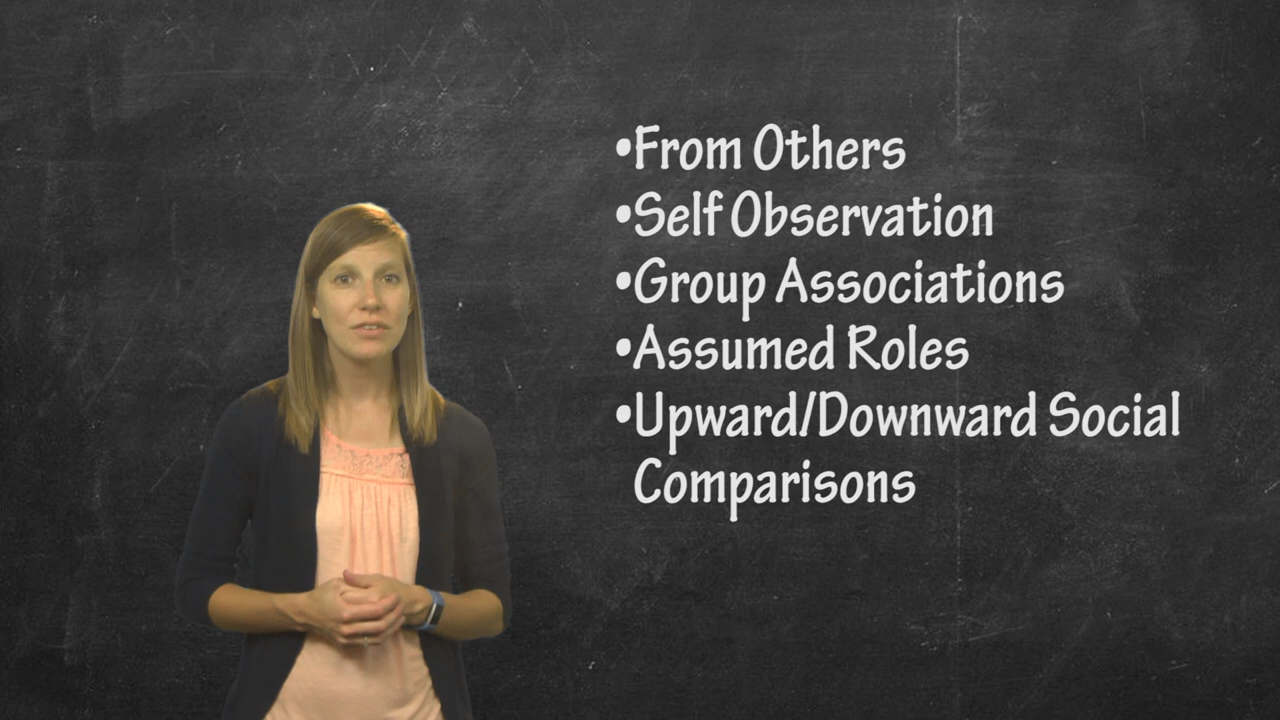 •From Others
•Self Observation
•Group Associations
•Assumed Roles
•Upward/Downward Social
Comparisons